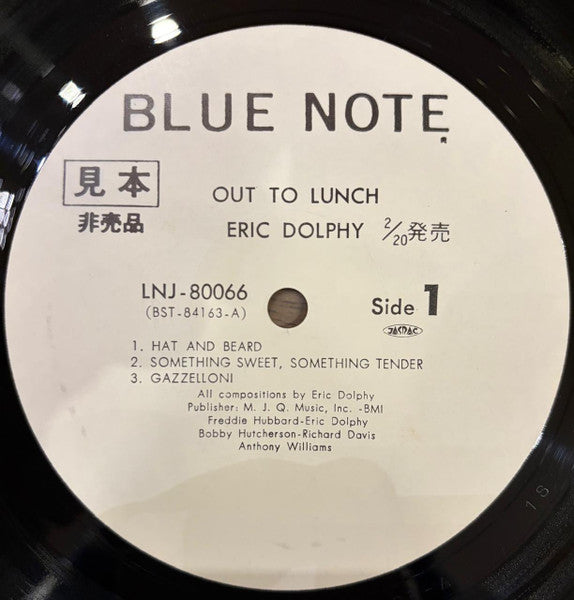 BLUE NOTE
R
見本
非売品
OUT TO LUNCH
ERIC DOLPHY 2/20発売
LNJ-80066
(BST-84163-A)
Side 1
JASRAC
1. HAT AND BEARD
2. SOMETHING SWEET, SOMETHING TENDER
3. GAZZELLONI
All compositions by Eric Dolphy
Publisher: M. J. Q. Music, Inc. -BMI
Freddie Hubbard-Eric Dolphy
Bobby Hutcherson-Richard Davis
Anthony Williams
18